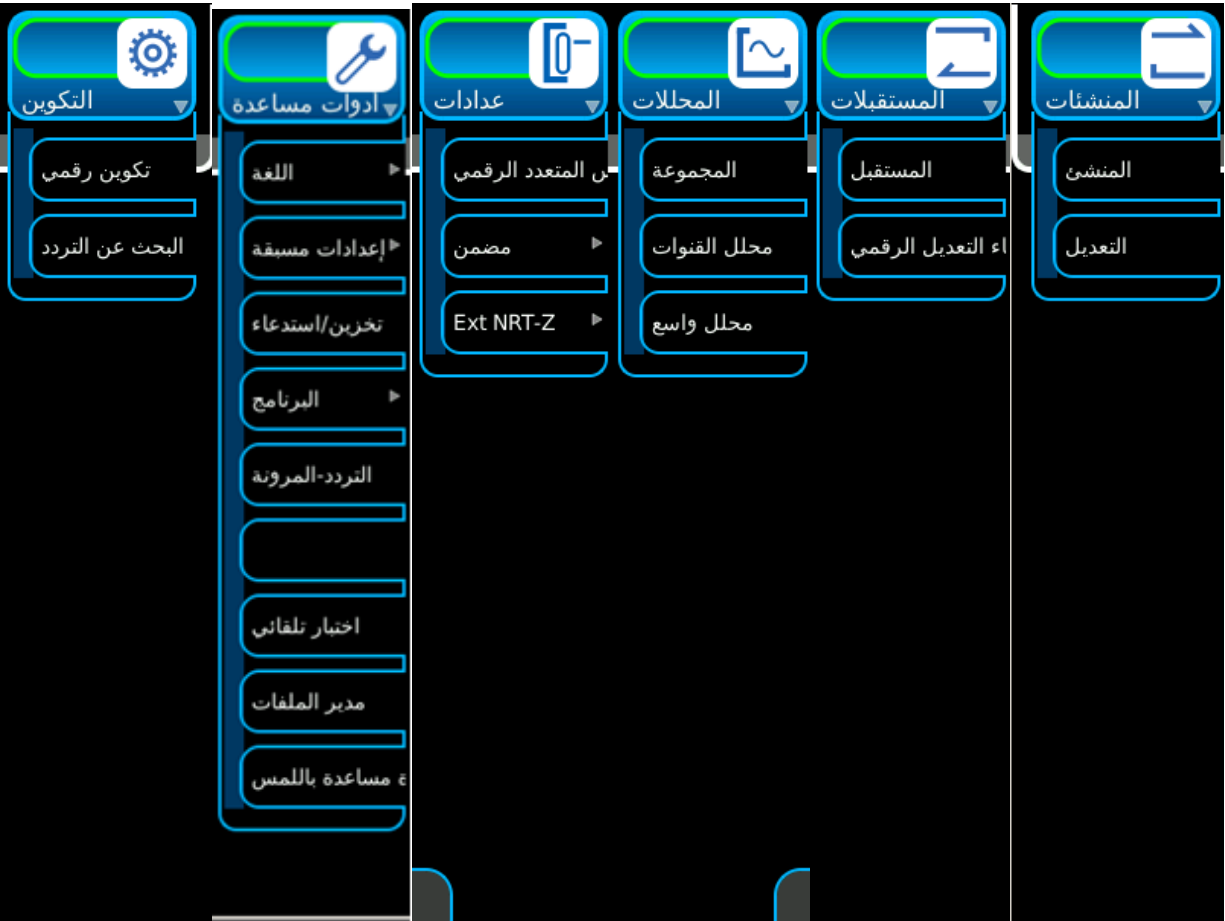 التكوين
تكوين رقمي
البحث عن التردد
أدوات مساعدة
اللغة
إعدادات مسبقة
تخزين/استدعاء
البرنامج
التردد-المرونة
اختبار تلقائي
مدير الملفات
ة مساعدة باللمس
عدادات
س المتعدد الرقمي
مضمن
Ext NRT-Z
المحللات
المجموعة
محلل القنوات
محلل واسع
المستقبلات
المستقبل
اء التعديل الرقمي
المنشئات
المنشئ
التعديل